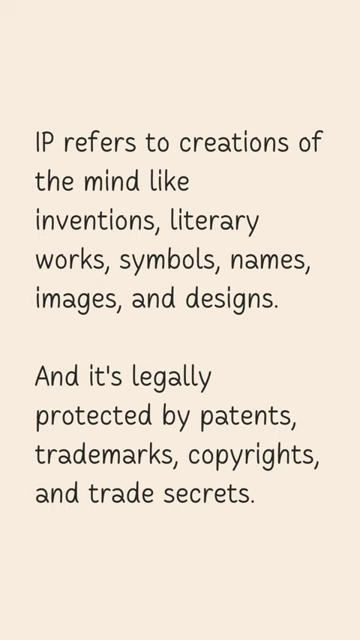 IP refers to creations of
the mind like
inventions, literary
works, symbols, names,
images, and designs.
And it's legally
protected by patents,
trademarks, copyrights,
and trade secrets.